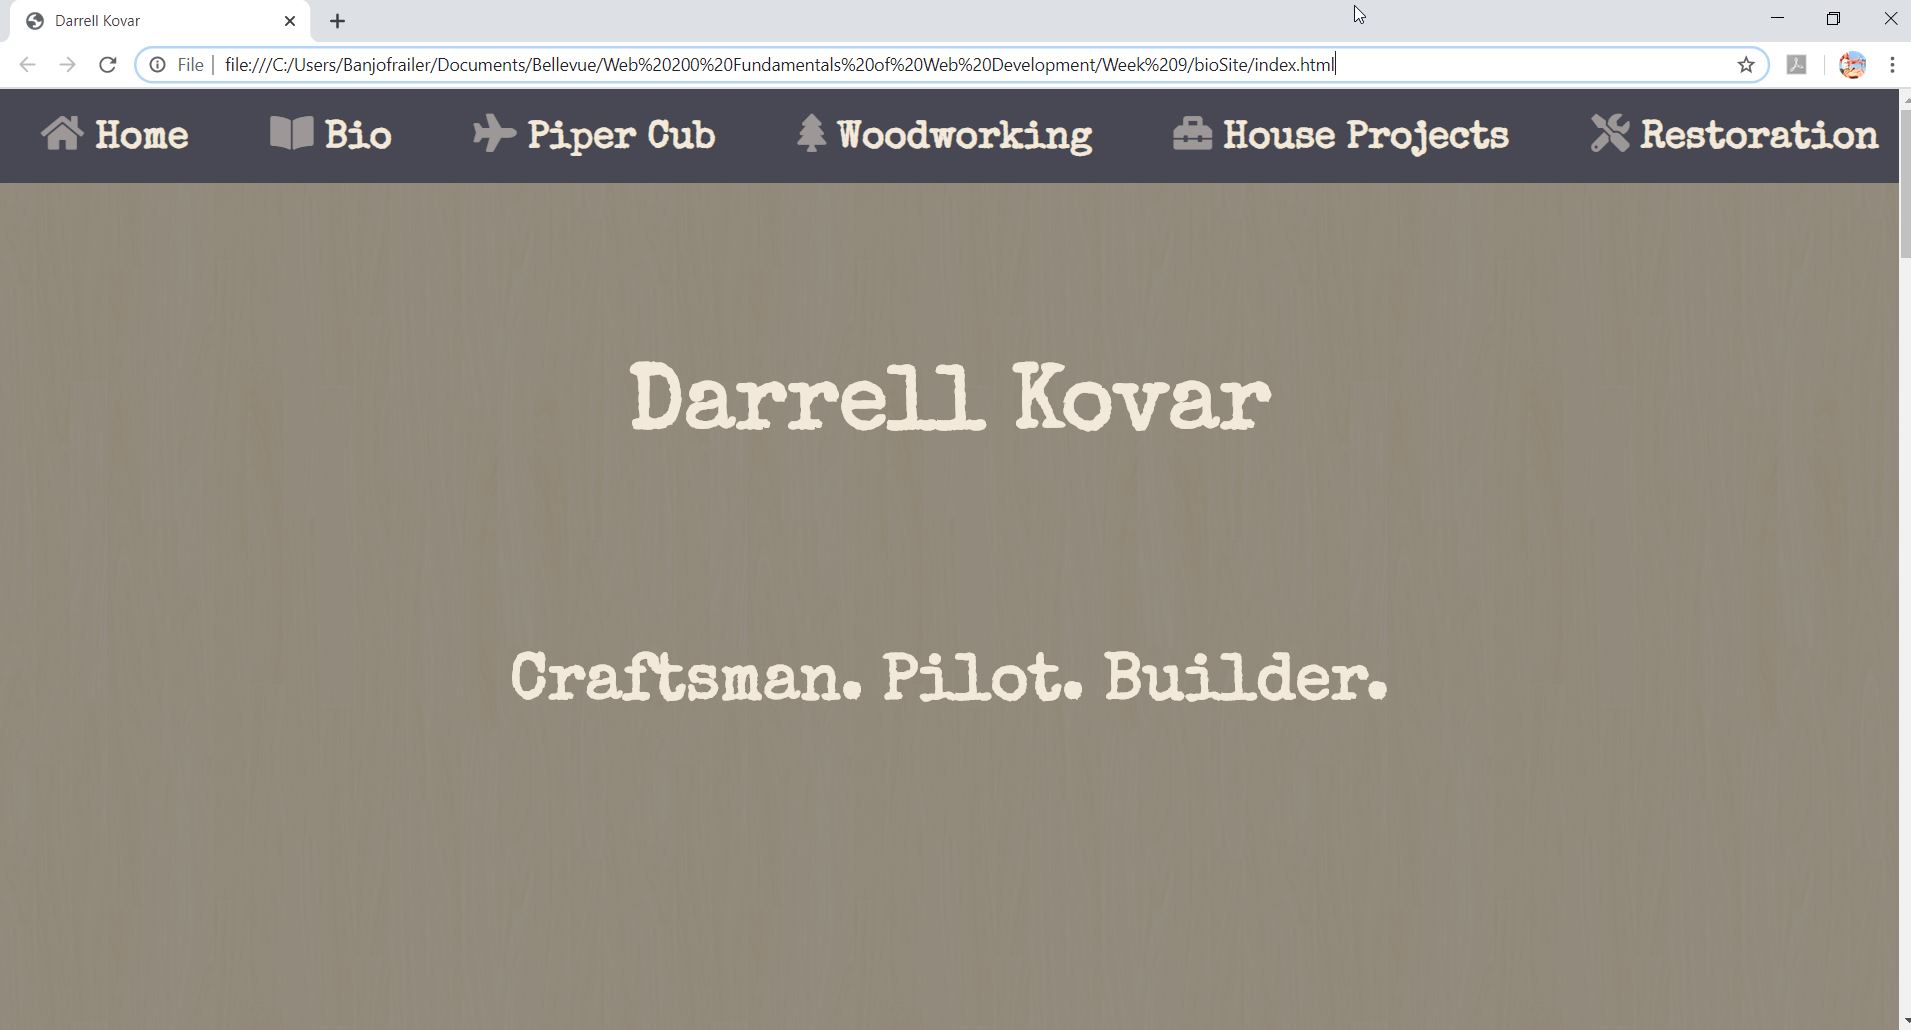 Darrell Kovar
File file:///C:/Users/Banjofrailer/Documents/Bellevue/Web%20200%20Fundamentals%20of%20Web%20Development/Week%209/bioSite/index.html
Home Bio Piper Cub Woodworking House Projects Restoration
Darrell Kovar
Craftsman. Pilot. Builder.